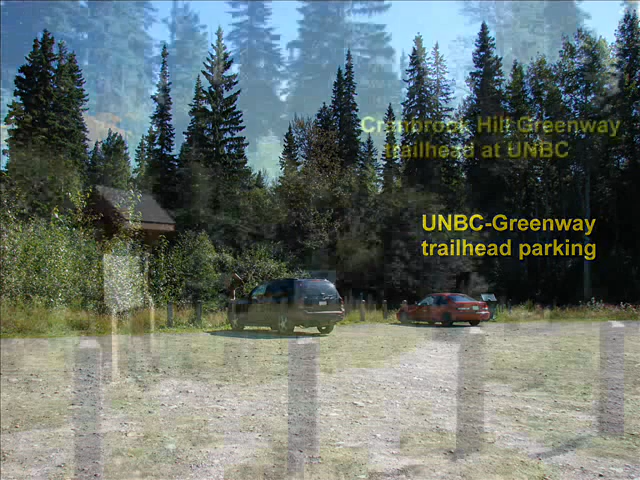 Cranbrook Hill Greenway
trailhead at UNBC
UNBC-Greenway
trailhead parking